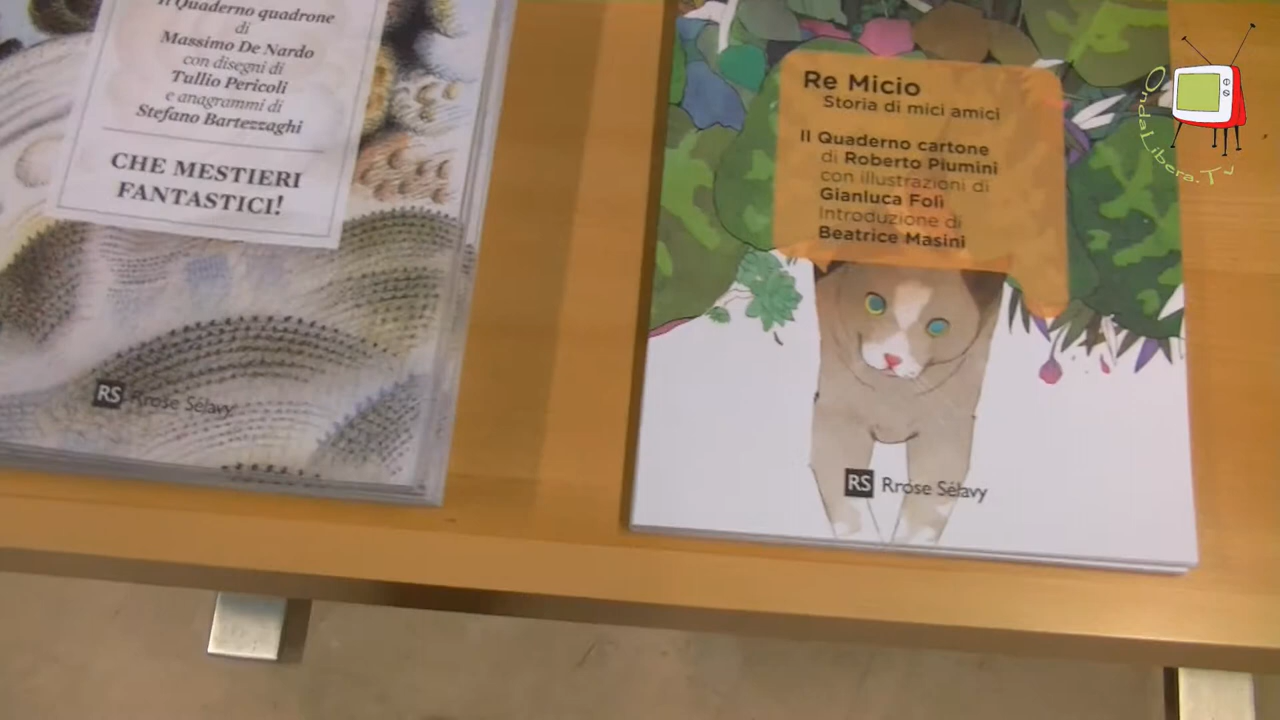 Il Quaderno quadrone
di
Massimo De Nardo
con disegni di
Tullio Pericoli
e anagrammi di
Stefano Bartezzaghi
CHE MESTIERI
FANTASTICI!
RS Rrose Sélavy
Re Micio
Storia di mici amici
Il Quaderno cartone
di Roberto Piumini
con illustrazioni di
Gianluca Folì
Introduzione di
Beatrice Masini
RS Rrose Sélavy
OndaLibera.Tv